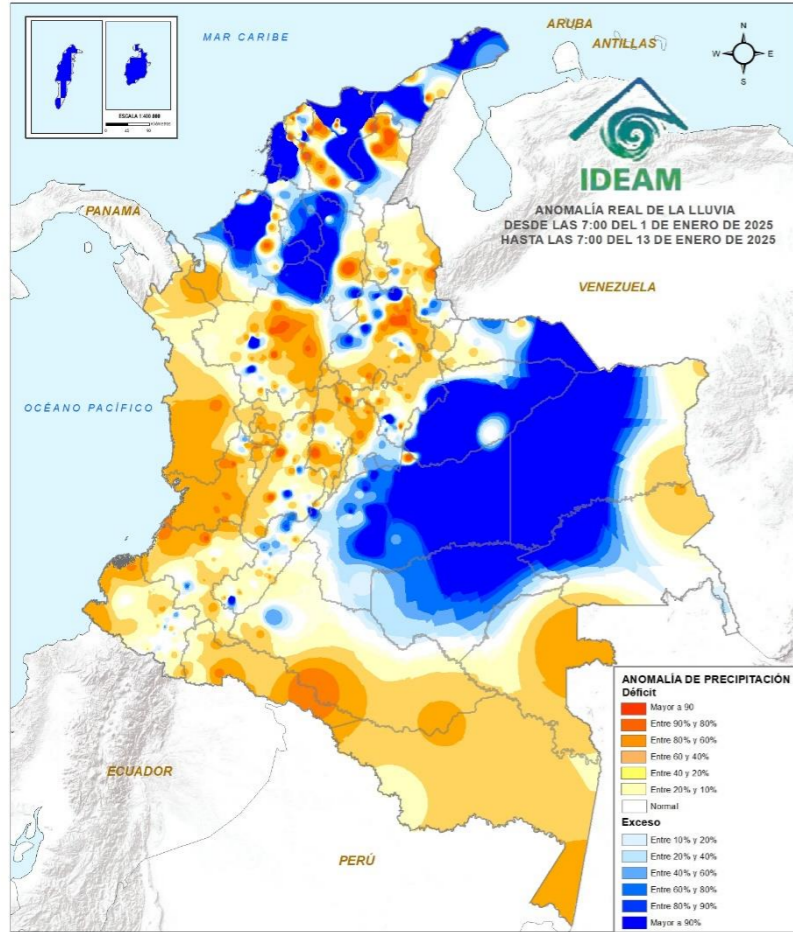 MAR CARIBE
ARUBA
ANTILLAS
N
W
E
S
IDEAM
PANAMÁ
ANOMALÍA REAL DE LA LLUVIA
DESDE LAS 7:00 DEL 1 DE ENERO DE 2025
HASTA LAS 7:00 DEL 13 DE ENERO DE 2025
VENEZUELA
OCÉANO PACÍFICO
ECUADOR
PERÚ
ANOMALÍA DE PRECIPITACIÓN
Déficit
Mayor a 90
Entre 90% y 80%
Entre 80% y 60%
Entre 60 y 40%
Entre 40 y 20%
Entre 20% y 10%
Normal
Exceso
Entre 10% y 20%
Entre 20% y 40%
Entre 40% y 60%
Entre 60% y 80%
Entre 80% y 90%
Mayor a 90%